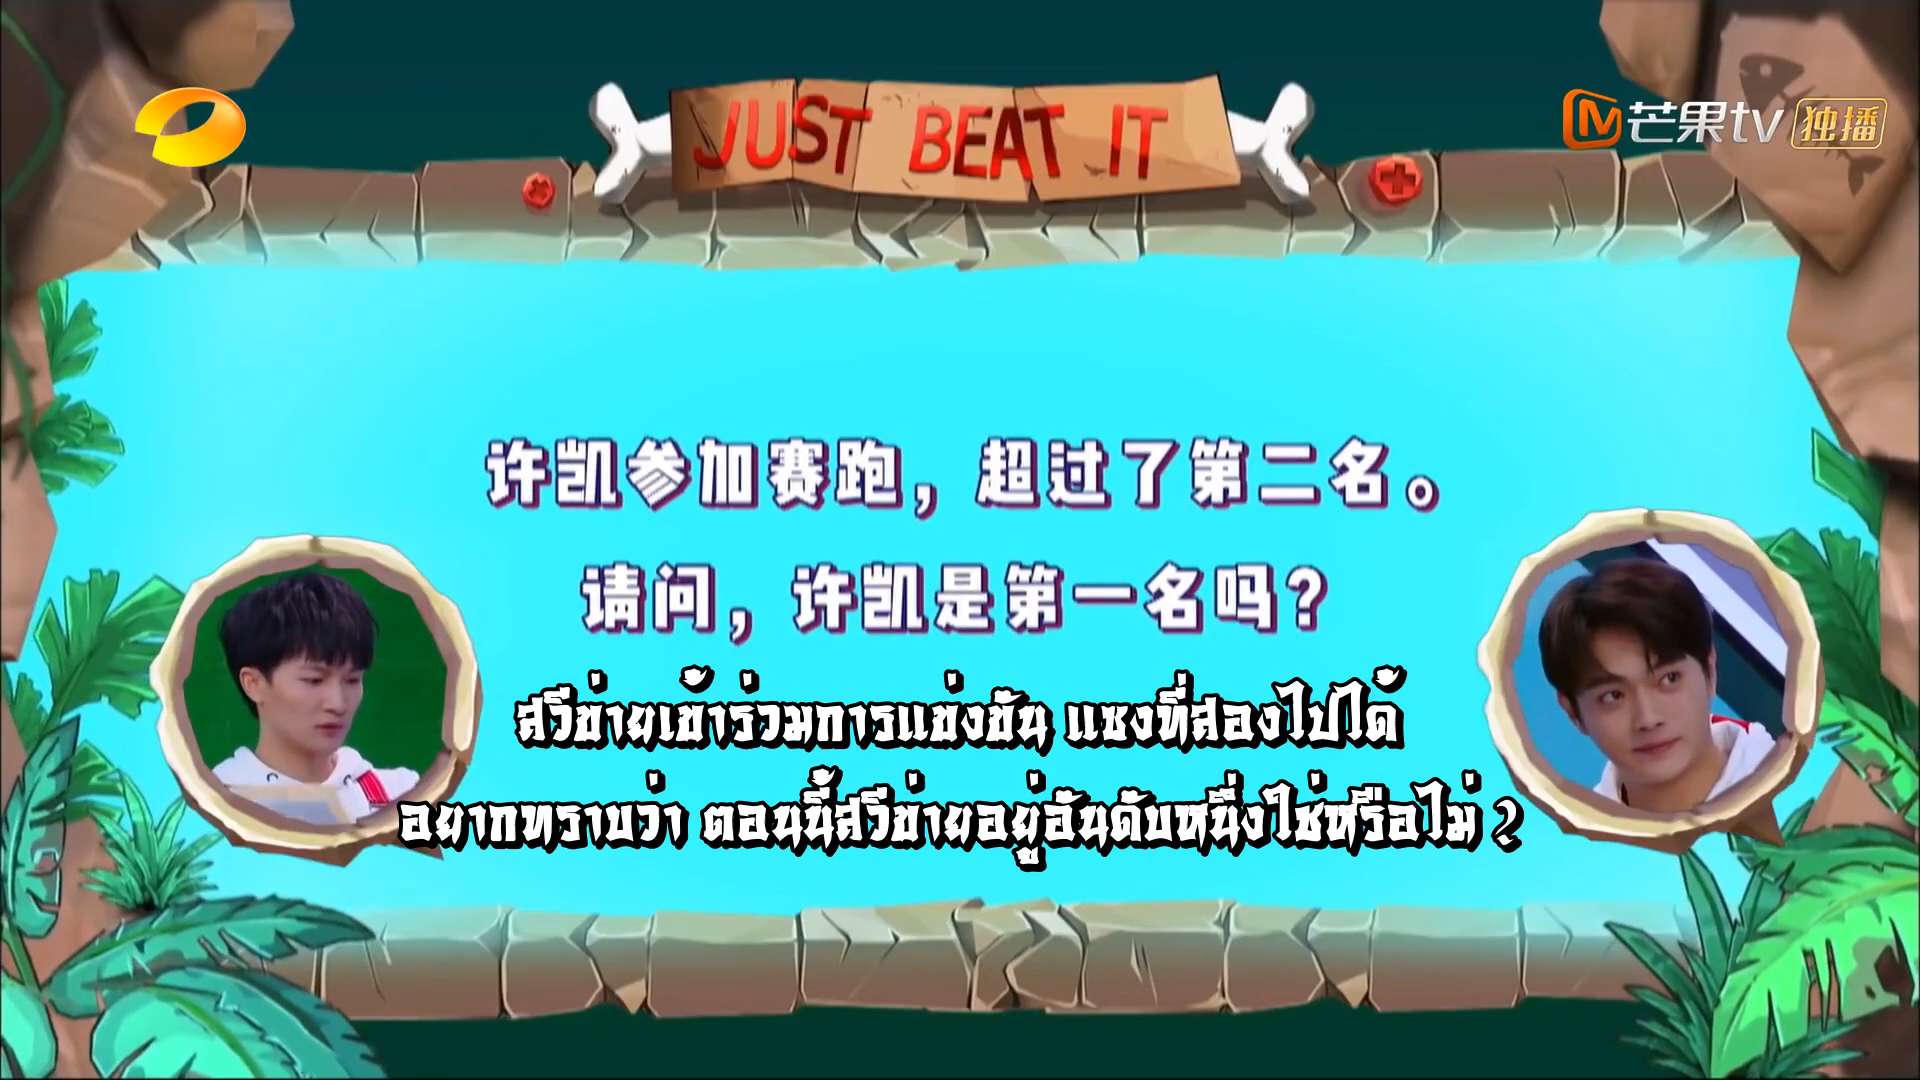 JUST BEAT IT
芒果tv 独播
许凯参加赛跑，超过了第二名。
请问，许凯是第一名吗？
สวีข่ายเข้าร่วมการแข่งขัน แซงที่สองไปได้
อยากทราบว่า ตอนนี้สวีข่ายอยู่อันดับหนึ่งใช่หรือไม่ ?